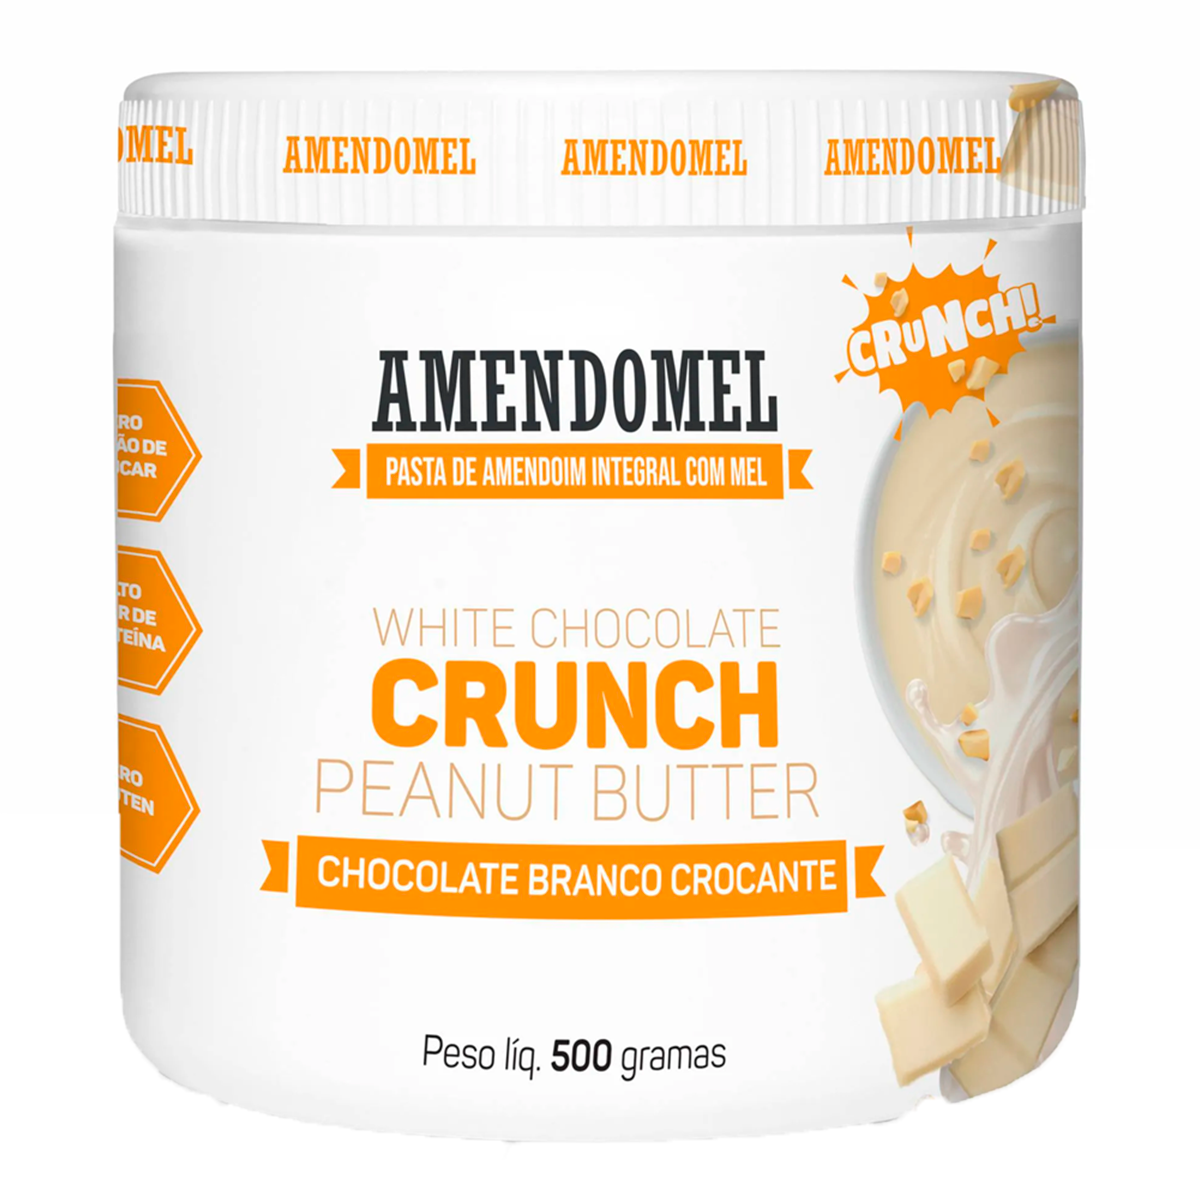 AMENDOMEL
AMENDOMEL
AMENDOMEL
CRUNCH!
AMENDOMEL
PASTA DE AMENDOIM INTEGRAL COM MEL
DE
WHITE CHOCOLATE
CRUNCH
PEANUT BUTTER
CHOCOLATE BRANCO CROCANTE
Peso líq. 500 gramas